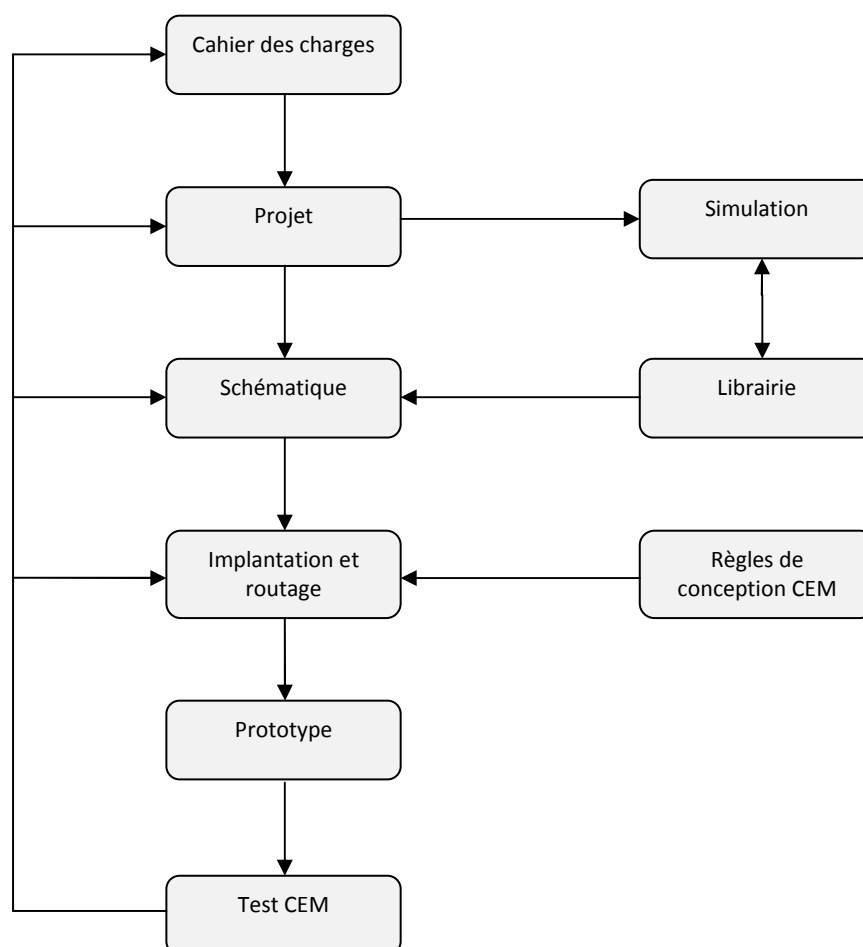 Cahier des charges
Projet
Simulation
Schématique
Librairie
Implantation et
routage
Règles de
conception CEM
Prototype
Test CEM